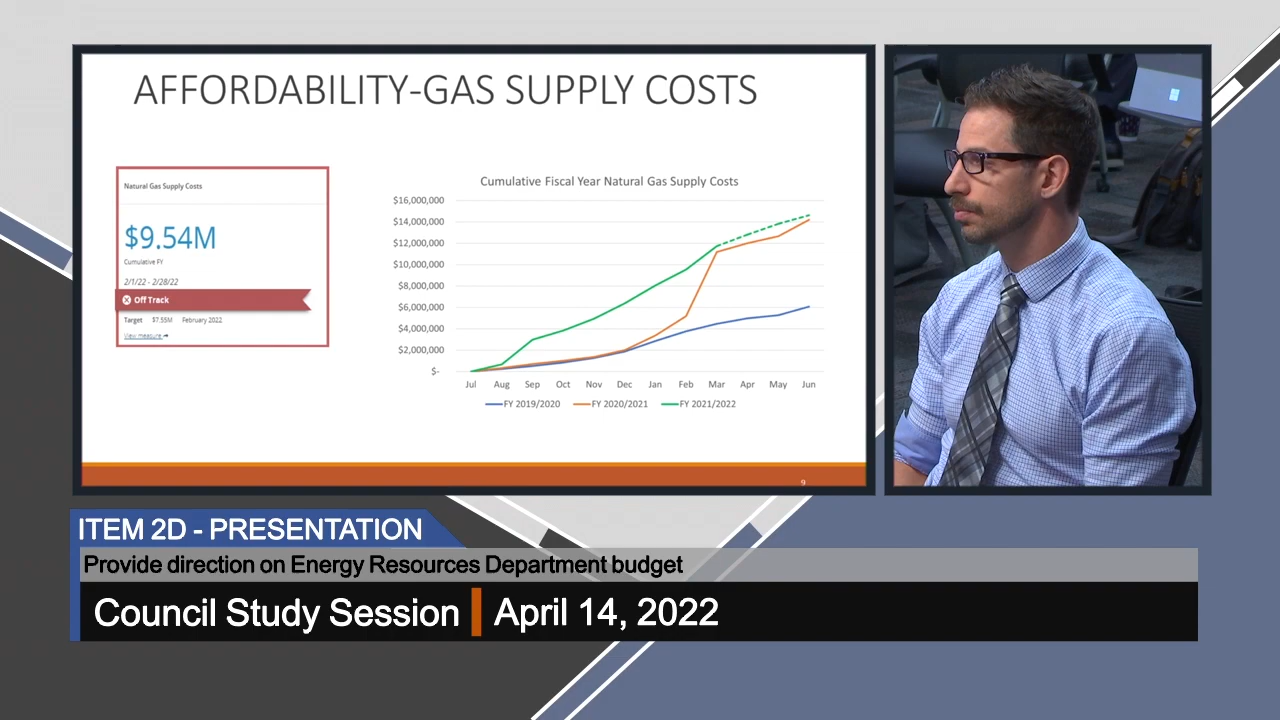 AFFORDABILITY-GAS SUPPLY COSTS
Natural Gas Supply Costs
$9.54M
Cumulative FY
2/1/22 - 2/28/22
Off Track
Target $7.55M February 2022
View measure
Cumulative Fiscal Year Natural Gas Supply Costs
$16,000,000
$14,000,000
$12,000,000
$10,000,000
$8,000,000
$6,000,000
$4,000,000
$2,000,000
$-
Jul Aug Sep Oct Nov Dec Jan Feb Mar Apr May Jun
FY 2019/2020 FY 2020/2021 FY 2021/2022
9
ITEM 2D - PRESENTATION
Provide direction on Energy Resources Department budget
Council Study Session April 14, 2022